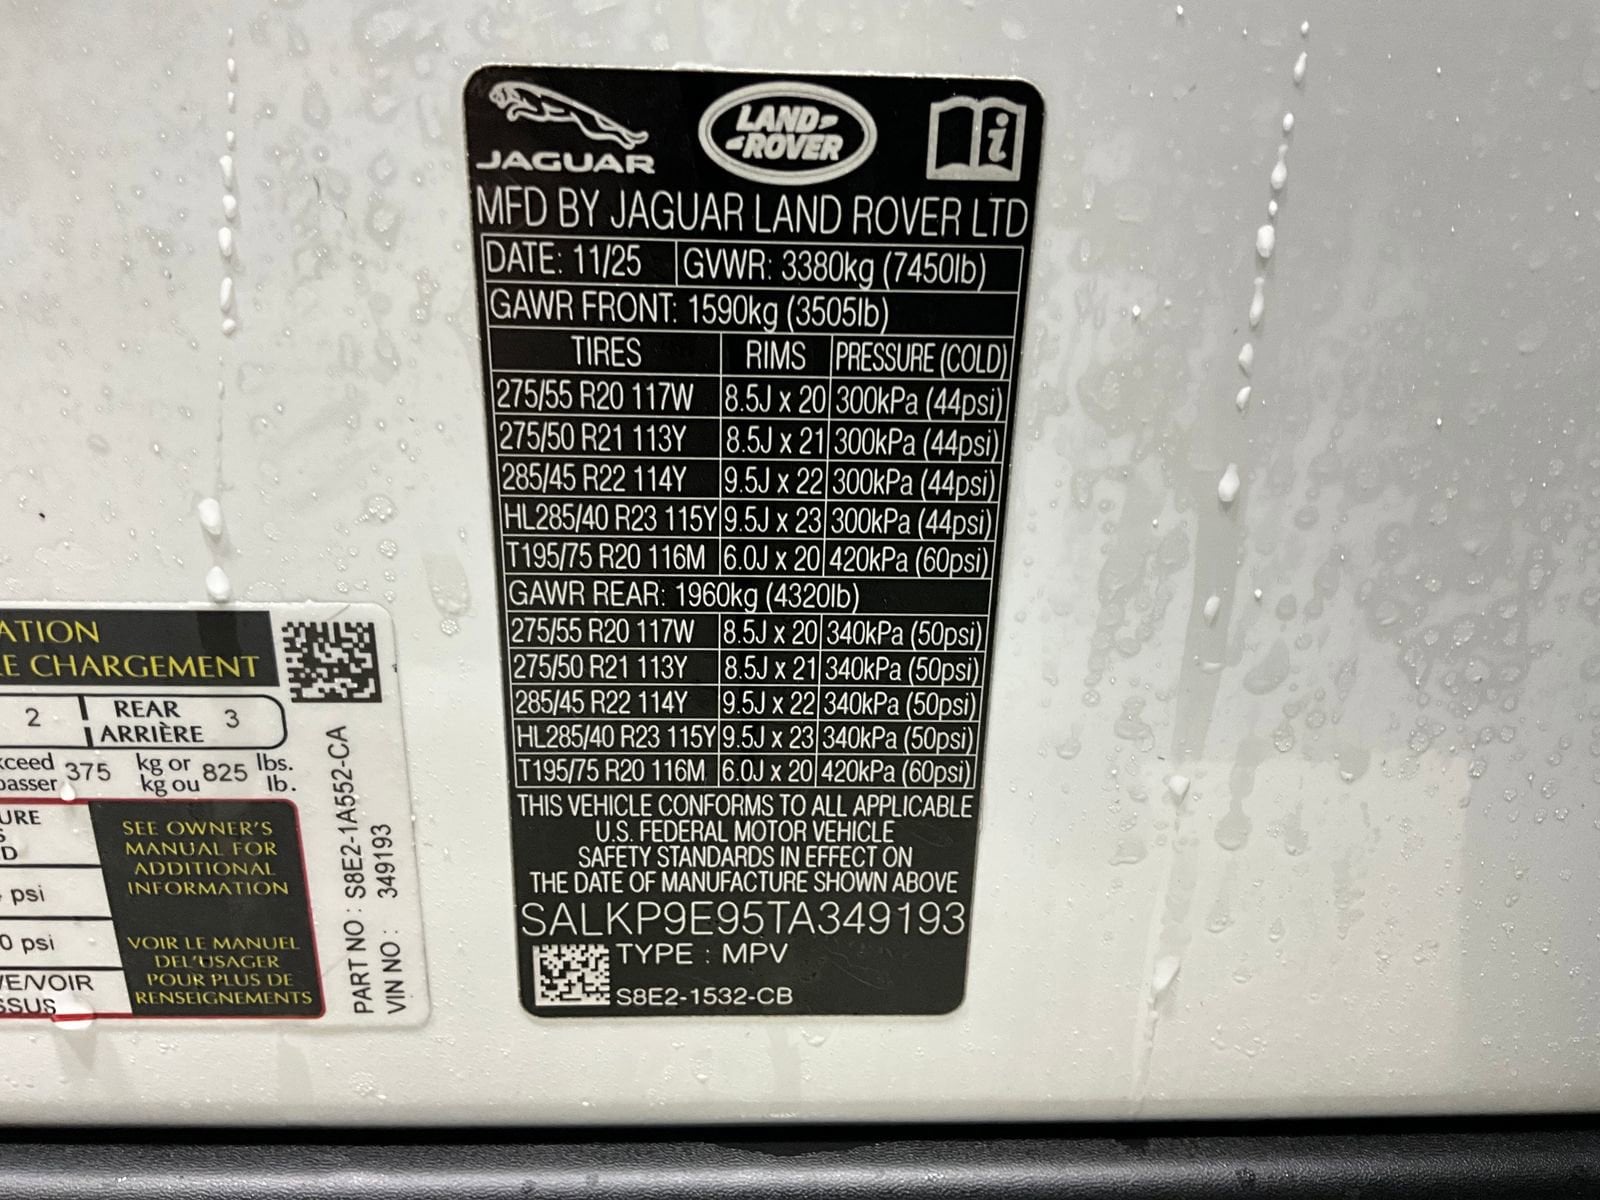 JAGUAR
LAND
ROVER
i
MFD BY JAGUAR LAND ROVER LTD
DATE: 11/25 GVWR: 3380kg (7450lb)
GAWR FRONT: 1590kg (3505lb)
TIRES RIMS PRESSURE (COLD)
275/55 R20 117W 8.5J x 20 300kPa (44psi)
275/50 R21 113Y 8.5J x 21 300kPa (44psi)
285/45 R22 114Y 9.5J x 22 300kPa (44psi)
HL285/40 R23 115Y 9.5J x 23 300kPa (44psi)
T195/75 R20 116M 6.0J x 20 420kPa (60psi)
GAWR REAR: 1960kg (4320lb)
275/55 R20 117W 8.5J x 20 340kPa (50psi)
275/50 R21 113Y 8.5J x 21 340kPa (50psi)
285/45 R22 114Y 9.5J x 22 340kPa (50psi)
HL285/40 R23 115Y 9.5J x 23 340kPa (50psi)
T195/75 R20 116M 6.0J x 20 420kPa (60psi)
THIS VEHICLE CONFORMS TO ALL APPLICABLE
U.S. FEDERAL MOTOR VEHICLE
SAFETY STANDARDS IN EFFECT ON
THE DATE OF MANUFACTURE SHOWN ABOVE
SALKP9E95TA349193
TYPE : MPV
S8E2-1532-CB
ATION
E CHARGEMENT
2 REAR 3
ARRIÈRE
xceed 375 kg or 825 lbs.
passer kg ou lb.
URE
S
D
psi
0 psi
VE/VOIR
SSUS
SEE OWNER'S
MANUAL FOR
ADDITIONAL
INFORMATION
VOIR LE MANUEL
DEL'USAGER
POUR PLUS DE
RENSEIGNEMENTS
PART NO : S8E2-1A552-CA
VIN NO : 349193